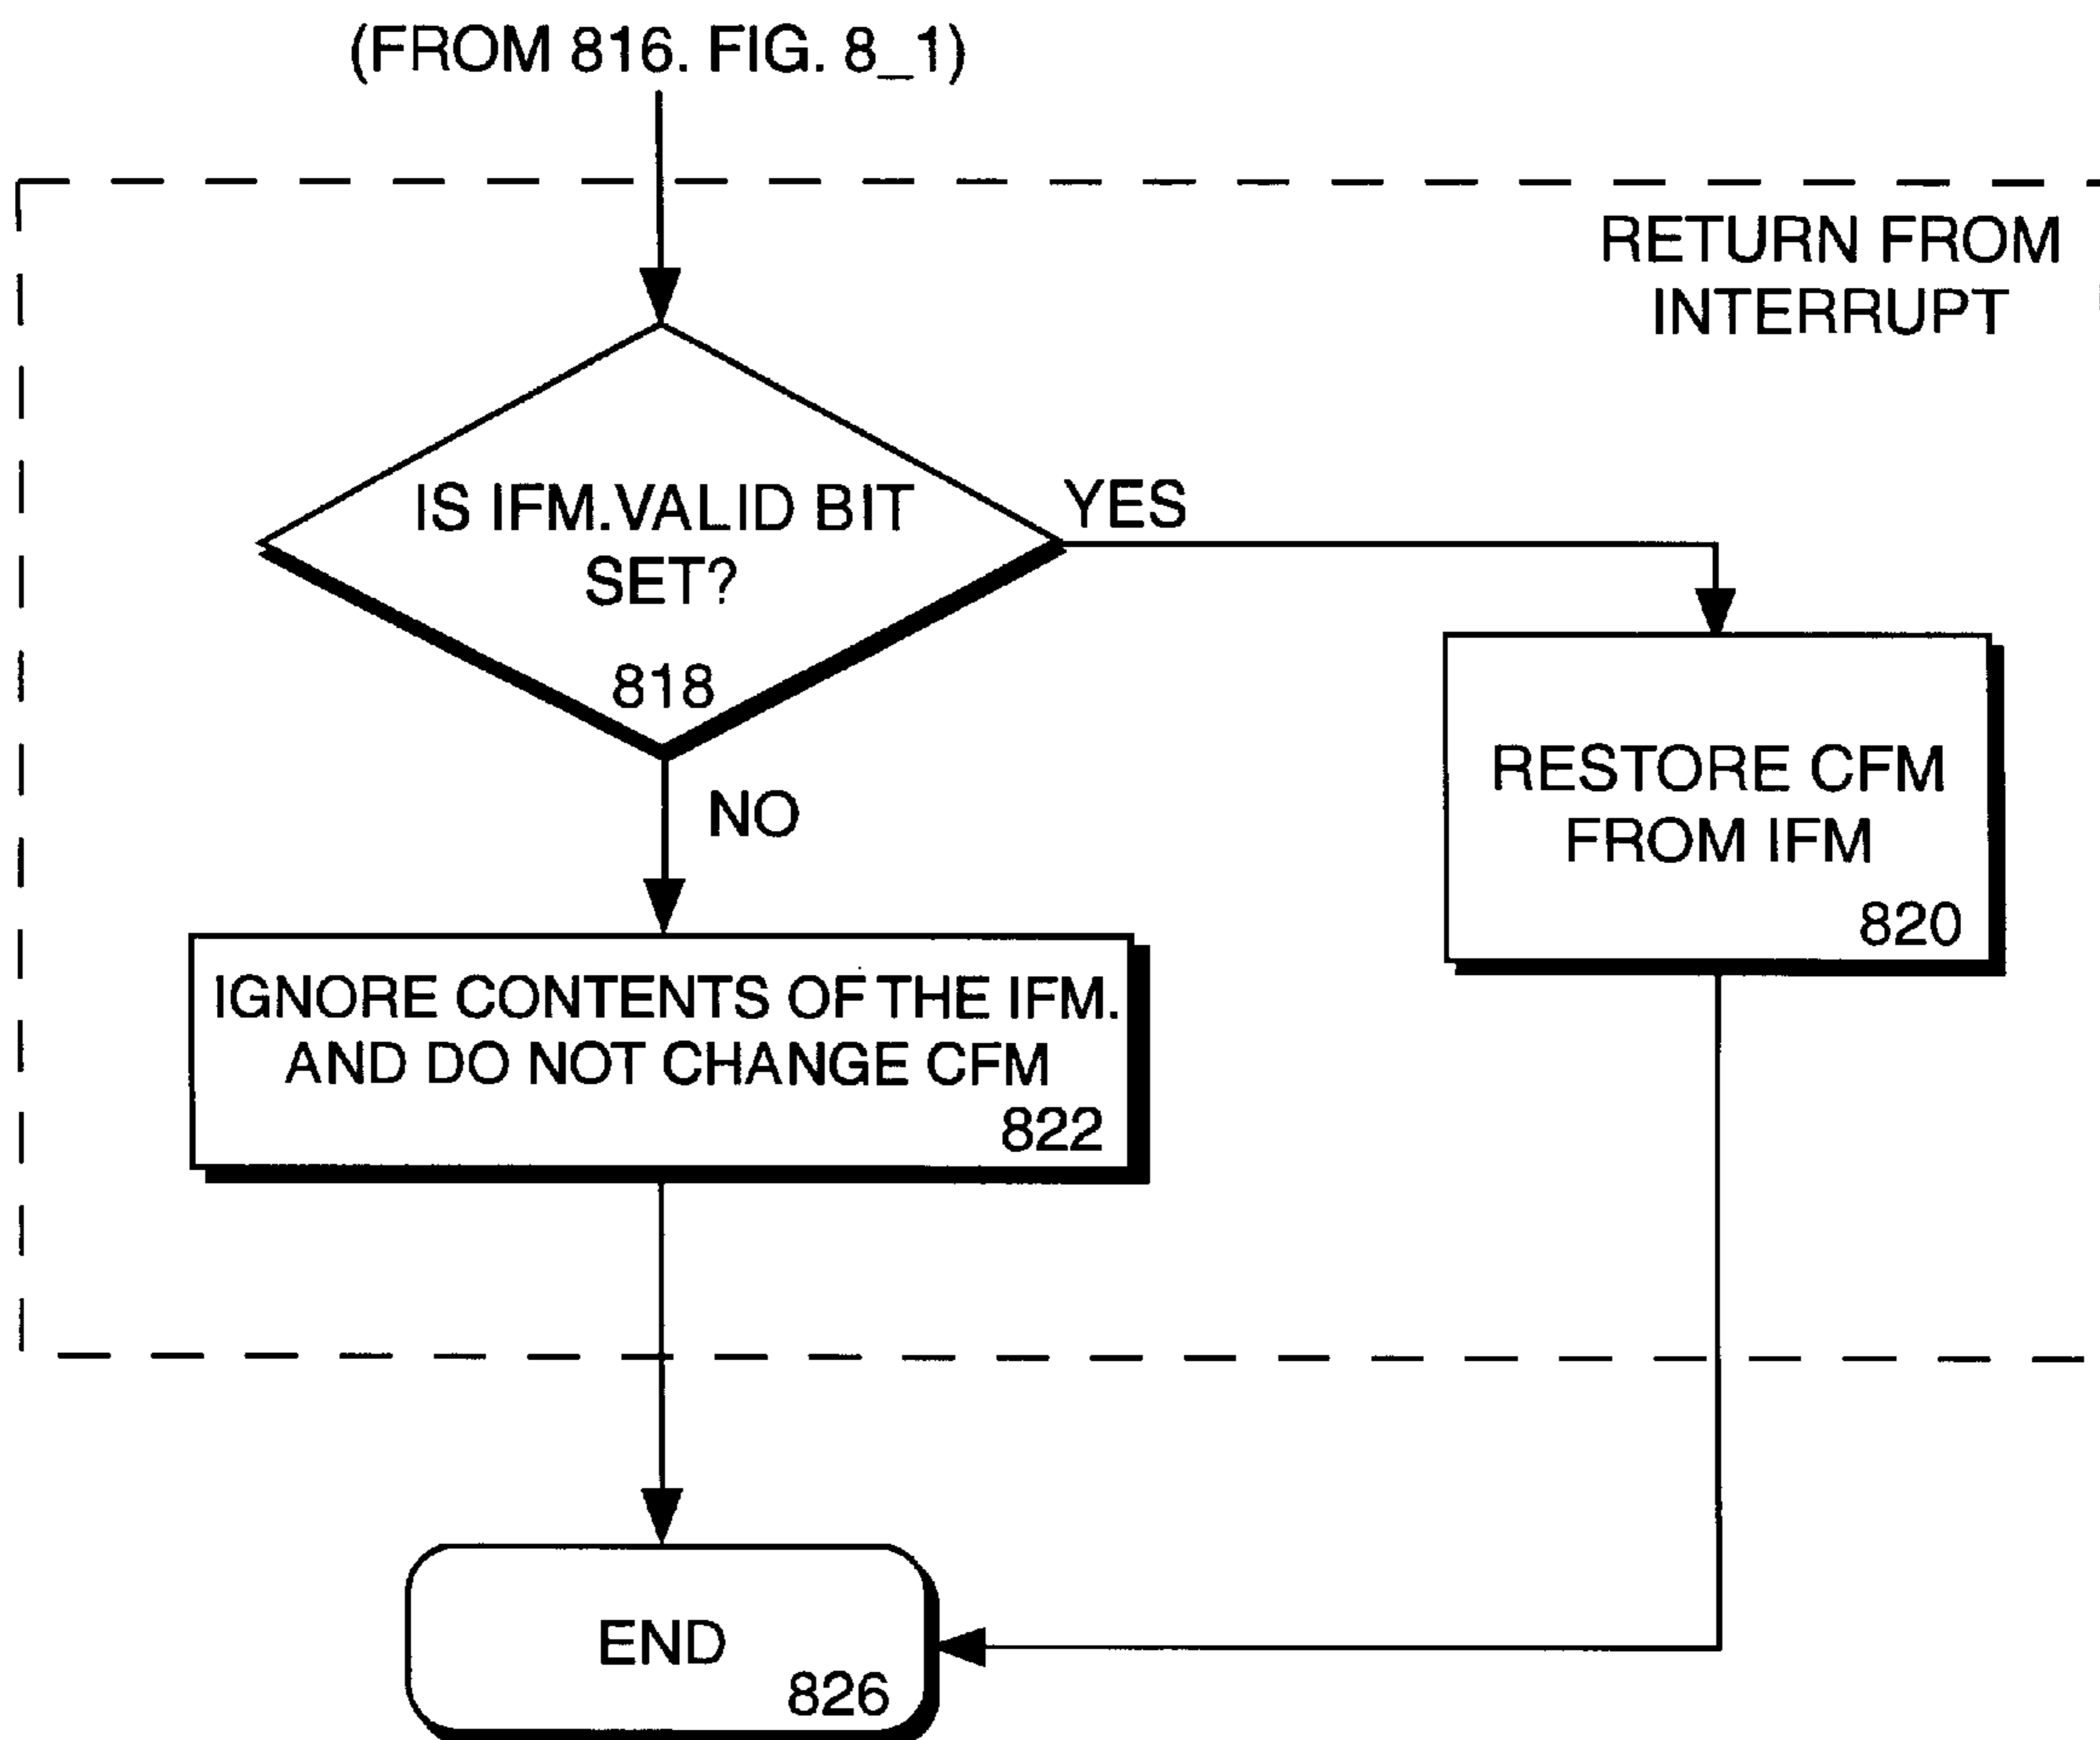 (FROM 816. FIG. 8_1)
RETURN FROM
INTERRUPT
IS IFM.VALID BIT
SET?
818
YES
NO
RESTORE CFM
FROM IFM
820
IGNORE CONTENTS OF THE IFM.
AND DO NOT CHANGE CFM
822
END
826